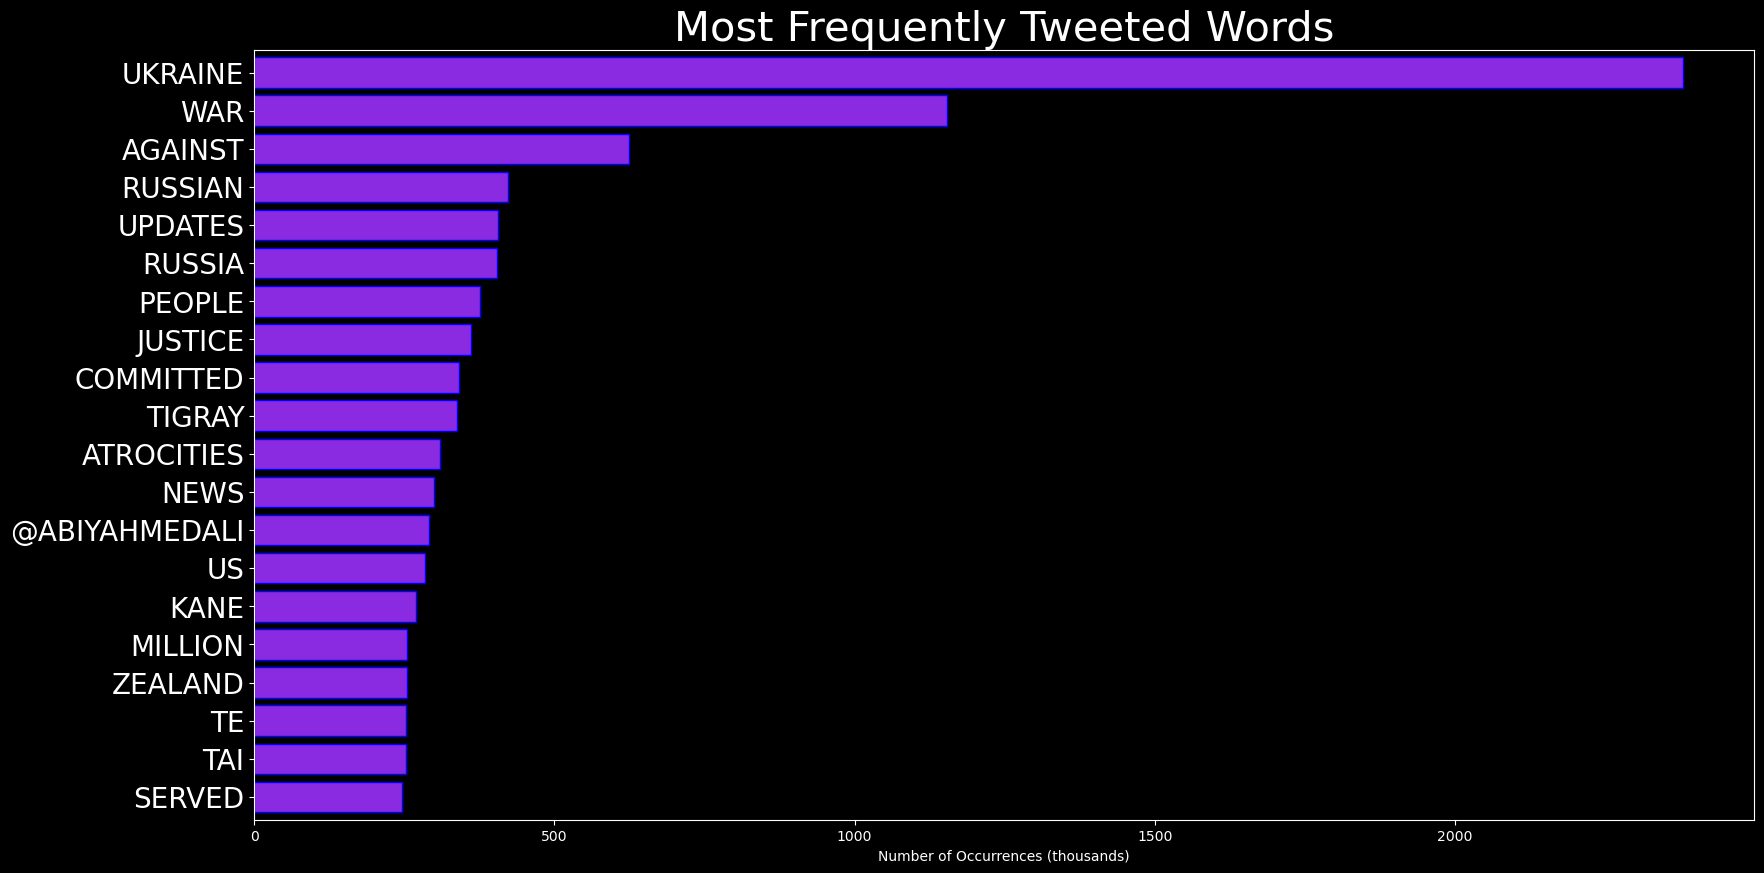 Most Frequently Tweeted Words
UKRAINE
WAR
AGAINST
RUSSIAN
UPDATES
RUSSIA
PEOPLE
JUSTICE
COMMITTED
TIGRAY
ATROCITIES
NEWS
@ABIYAHMEDALI
US
KANE
MILLION
ZEALAND
TE
TAI
SERVED
0 500 1000 1500 2000
Number of Occurrences (thousands)